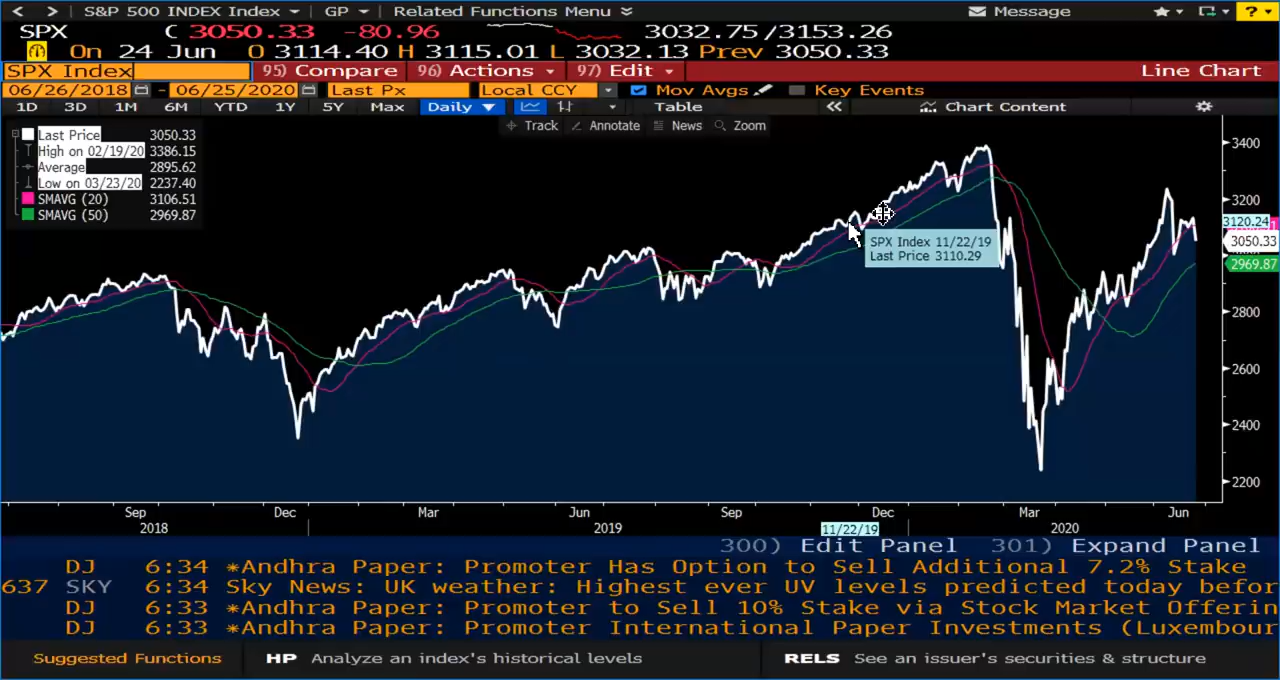 < > S&P 500 INDEX Index GP Related Functions Menu Message ?
SPX C 3050.33 -80.96 3032.75 /3153.26
On 24 Jun O 3114.40 H 3115.01 L 3032.13 Prev 3050.33
SPX Index 95) Compare 96) Actions 97) Edit Line Chart
06/26/2018 - 06/25/2020 Last Px Local CCY Mov Avgs Key Events
1D 3D 1M 6M YTD 1Y 5Y Max Daily Table « Chart Content
Track Annotate News Zoom
Last Price 3050.33
High on 02/19/20 3386.15
Average 2895.62
Low on 03/23/20 2237.40
SMAVG (20) 3106.51
SMAVG (50) 2969.87
3400
3200
3120.24
3050.33
2969.87
2800
2600
2400
2200
SPX Index 11/22/19
Last Price 3110.29
Sep Dec Mar Jun Sep Dec Mar Jun
2018 2019 11/22/19 2020
300) Edit Panel 301) Expand Panel
DJ 6:34 *Andhra Paper: Promoter Has Option to Sell Additional 7.2% Stake
637 SKY 6:34 Sky News: UK weather: Highest ever UV levels predicted today befor
DJ 6:33 *Andhra Paper: Promoter to Sell 10% Stake via Stock Market Offerin
DJ 6:33 *Andhra Paper: Promoter International Paper Investments (Luxembour
Suggested Functions HP Analyze an index's historical levels RELS See an issuer's securities & structure